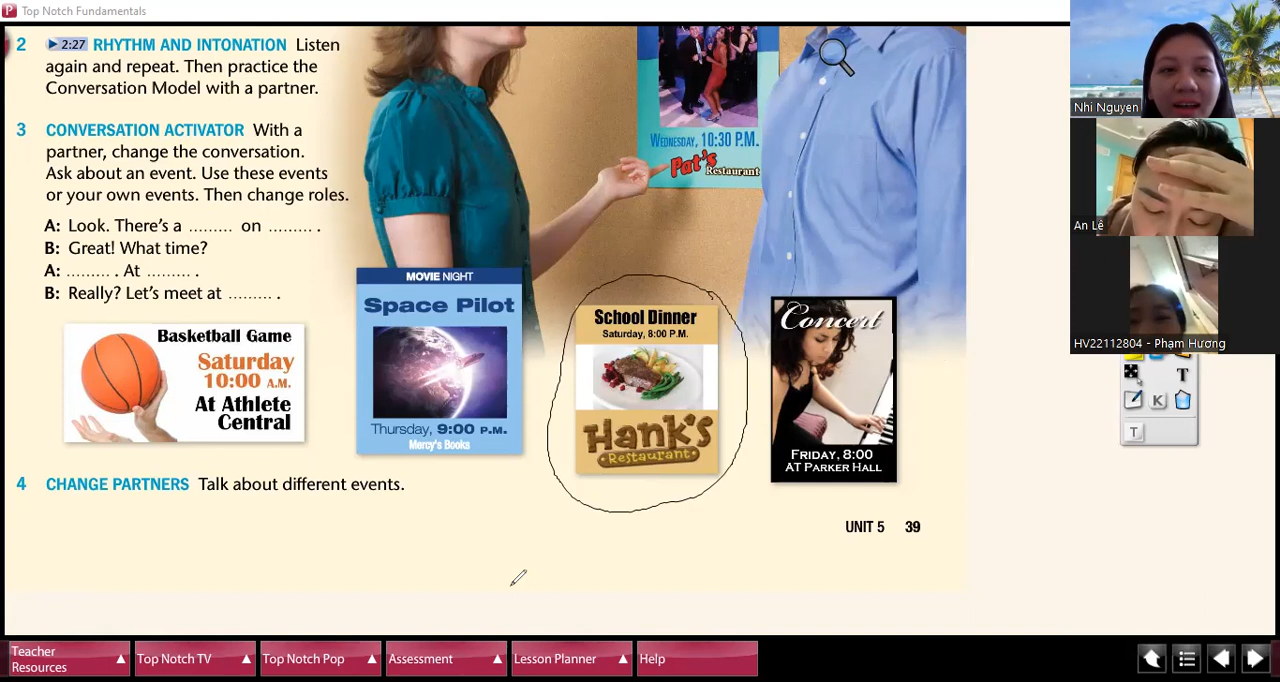 Top Notch Fundamentals
2 2:27 RHYTHM AND INTONATION Listen
again and repeat. Then practice the
Conversation Model with a partner.
3 CONVERSATION ACTIVATOR With a
partner, change the conversation.
Ask about an event. Use these events
or your own events. Then change roles.
A: Look. There's a ......... on ......... .
B: Great! What time?
A: ......... . At ......... .
B: Really? Let's meet at ......... .
WEDNESDAY, 10:30 P.M.
Pat's
Restaurant
Basketball Game
Saturday
10:00 A.M.
At Athlete
Central
MOVIE NIGHT
Space Pilot
Thursday, 9:00 P.M.
Mercy's Books
School Dinner
Saturday, 8:00 P.M.
Hank's
Restaurant
Concert
FRIDAY, 8:00
AT PARKER HALL
4 CHANGE PARTNERS Talk about different events.
UNIT 5 39
Nhi Nguyen
An Lê
HV22112804 - Phạm Hương
T
K
T
Teacher
Resources
Top Notch TV
Top Notch Pop
Assessment
Lesson Planner
Help